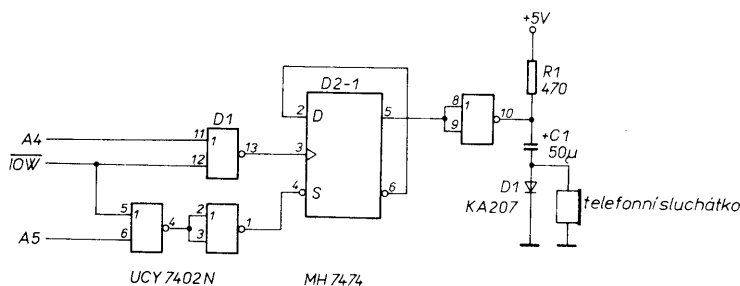 +5V
R1
470
D2-1
2
D
5
8
1
9
10
D1
A4
11
1
13
3
+C1
50µ
I̅O̅W̅
12
4
S
6
D1
KA207
telefonní sluchátko
5
1
4
2
1
1
A5
6
3
UCY 7402N
MH 7474